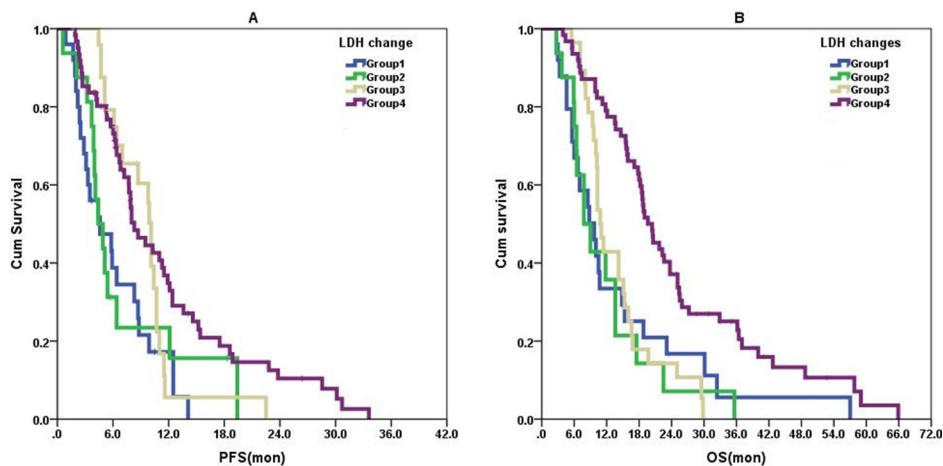 A
LDH change
Group1
Group2
Group3
Group4
Cum Survival
1.0
0.8
0.6
0.4
0.2
0.0
.0 6.0 12.0 18.0 24.0 30.0 36.0 42.0
PFS(mon)
B
LDH changes
Group1
Group2
Group3
Group4
Cum survival
1.0
0.8
0.6
0.4
0.2
0.0
.0 6.0 12.0 18.0 24.0 30.0 36.0 42.0 48.0 54.0 60.0 66.0 72.0
OS(mon)